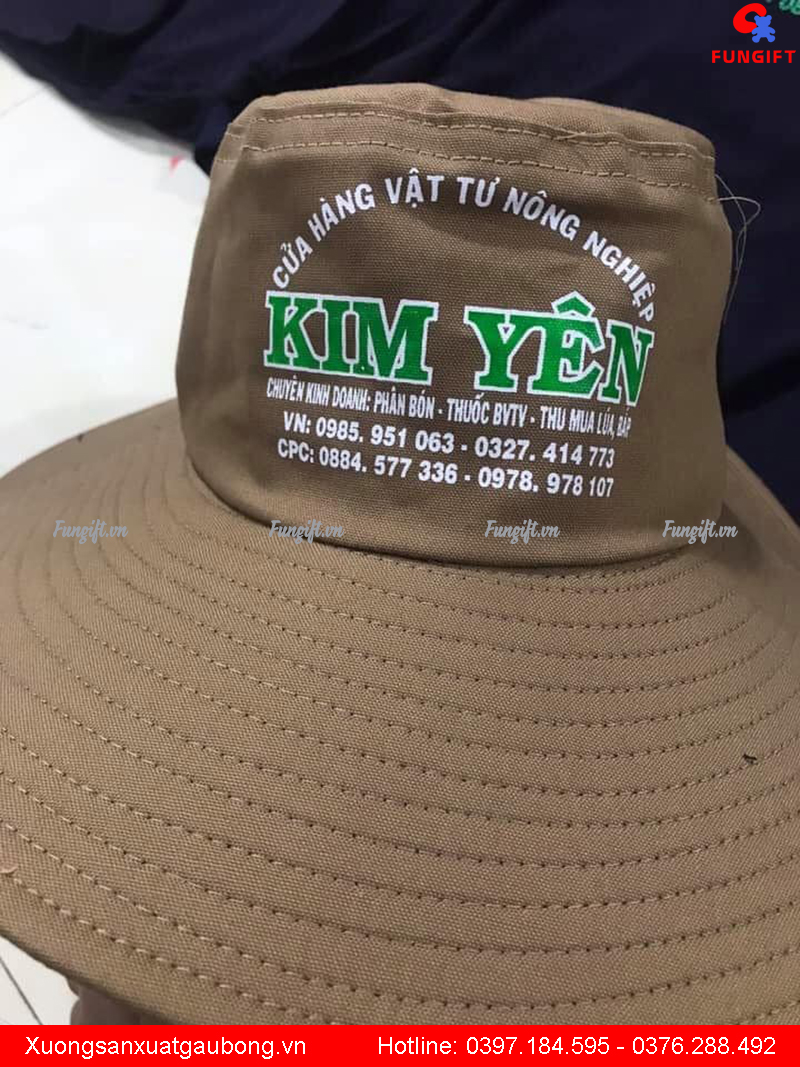 FUNGIFT
CỬA HÀNG VẬT TƯ NÔNG NGHIỆP
KIM YÊN
CHUYÊN KINH DOANH: PHÂN BÓN - THUỐC BVTV - THU MUA LÚA, BẮP
VN: 0985. 951 063 - 0327. 414 773
CPC: 0884. 577 336 - 0978. 978 107
Fungift.vn Fungift.vn Fungift.vn Fungift.vn
Xuongsanxuatgaubong.vn Hotline: 0397.184.595 - 0376.288.492